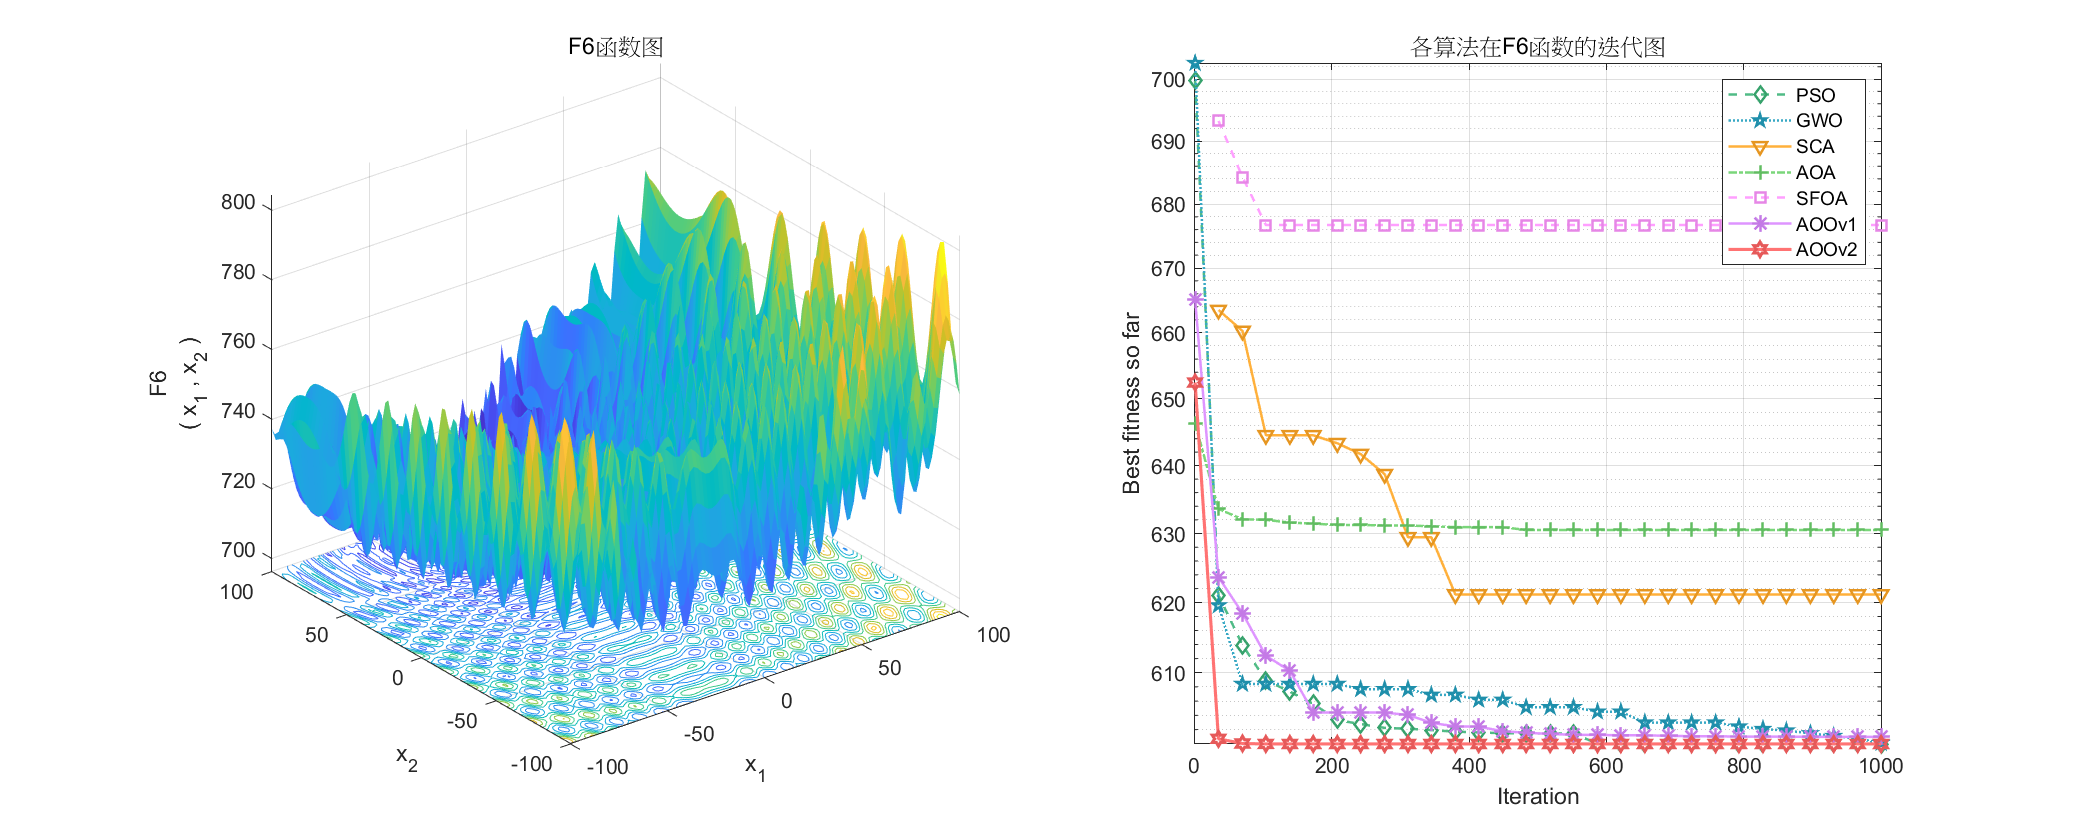 F6函数图
800
780
760
740
720
700
F6
( x1 , x2 )
100
50
0
-50
-100
x2
-100
-50
0
50
100
x1
各算法在F6函数的迭代图
700
690
680
670
660
650
640
630
620
610
Best fitness so far
0
200
400
600
800
1000
Iteration
PSO
GWO
SCA
AOA
SFOA
AOOv1
AOOv2